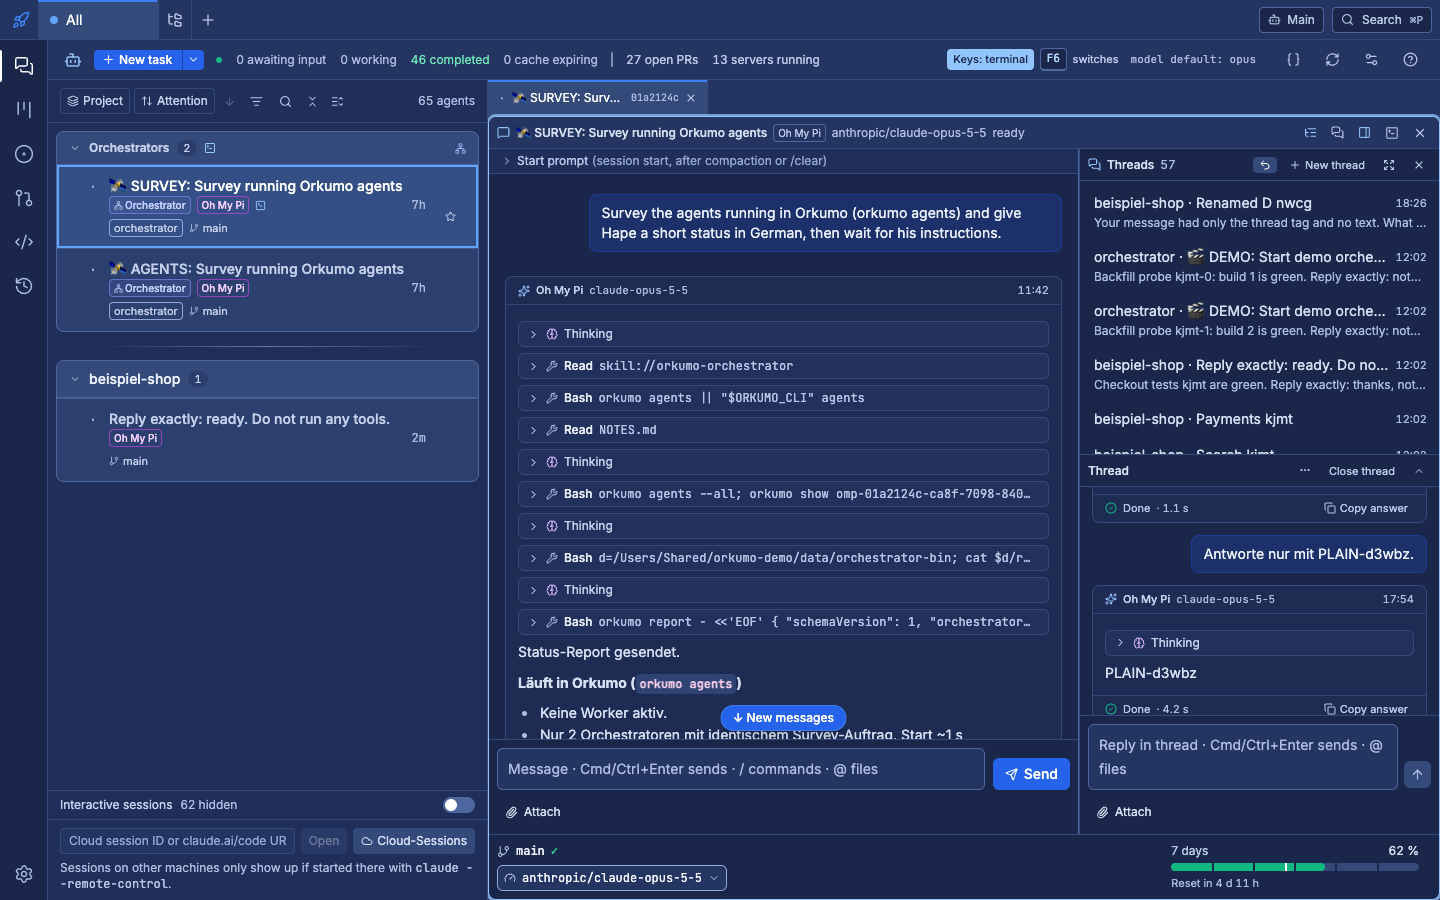 All
Main
Search ⌘P
+ New task
0 awaiting input
0 working
46 completed
0 cache expiring
27 open PRs
13 servers running
Keys: terminal
F6
switches
model default: opus
Project
Attention
65 agents
Orchestrators 2
SURVEY: Survey running Orkumo agents
Orchestrator
Oh My Pi
7h
orchestrator
main
AGENTS: Survey running Orkumo agents
Orchestrator
Oh My Pi
7h
orchestrator
main
beispiel-shop 1
Reply exactly: ready. Do not run any tools.
Oh My Pi
2m
main
Interactive sessions 62 hidden
Cloud session ID or claude.ai/code UR
Open
Cloud-Sessions
Sessions on other machines only show up if started there with claude -
-remote-control.
· SURVEY: Surv... 01a2124c
SURVEY: Survey running Orkumo agents
Oh My Pi
anthropic/claude-opus-5-5 ready
Start prompt (session start, after compaction or /clear)
Survey the agents running in Orkumo (orkumo agents) and give
Hape a short status in German, then wait for his instructions.
Oh My Pi claude-opus-5-5
11:42
Thinking
Read skill://orkumo-orchestrator
Bash orkumo agents || "$ORKUMO_CLI" agents
Read NOTES.md
Thinking
Bash orkumo agents --all; orkumo show omp-01a2124c-ca8f-7098-840…
Thinking
Bash d=/Users/Shared/orkumo-demo/data/orchestrator-bin; cat $d/r…
Thinking
Bash orkumo report - <<'EOF' { "schemaVersion": 1, "orchestrator…
Status-Report gesendet.
Läuft in Orkumo (orkumo agents)
• Keine Worker aktiv.
• Nur 2 Orchestratoren mit identischem Survey-Auftrag. Start ~1 s
↓ New messages
Message · Cmd/Ctrl+Enter sends · / commands · @ files
Send
Attach
Threads 57
+ New thread
beispiel-shop · Renamed D nwcg
18:26
Your message had only the thread tag and no text. What ...
orchestrator · 🎬 DEMO: Start demo orche...
12:02
Backfill probe kjmt-0: build 1 is green. Reply exactly: not...
orchestrator · 🎬 DEMO: Start demo orche...
12:02
Backfill probe kjmt-1: build 2 is green. Reply exactly: not...
beispiel-shop · Reply exactly: ready. Do no...
12:02
Checkout tests kjmt are green. Reply exactly: thanks, not...
beispiel-shop · Payments kjmt
12:02
beispiel-shop · Search kjmt
12:02
Thread
···
Close thread
Done · 1.1 s
Copy answer
Antworte nur mit PLAIN-d3wbz.
Oh My Pi claude-opus-5-5
17:54
Thinking
PLAIN-d3wbz
Done · 4.2 s
Copy answer
Reply in thread · Cmd/Ctrl+Enter sends · @
files
Attach
main ✓
anthropic/claude-opus-5-5
7 days
62 %
Reset in 4 d 11 h